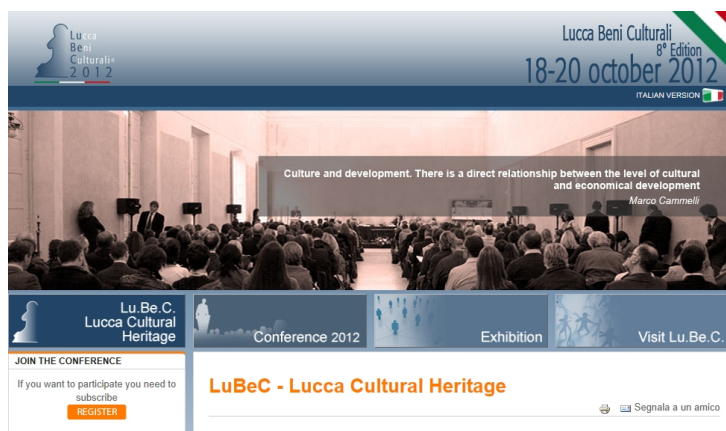 Lucca
Beni
Culturali
2012
Lucca Beni Culturali
8° Edition
18-20 october 2012
ITALIAN VERSION
Culture and development. There is a direct relationship between the level of cultural
and economical development
Marco Cammelli
Lu.Be.C.
Lucca Cultural
Heritage
Conference 2012
Exhibition
Visit Lu.Be.C.
JOIN THE CONFERENCE
If you want to participate you need to
subscribe
REGISTER
LuBeC - Lucca Cultural Heritage
Segnala a un amico